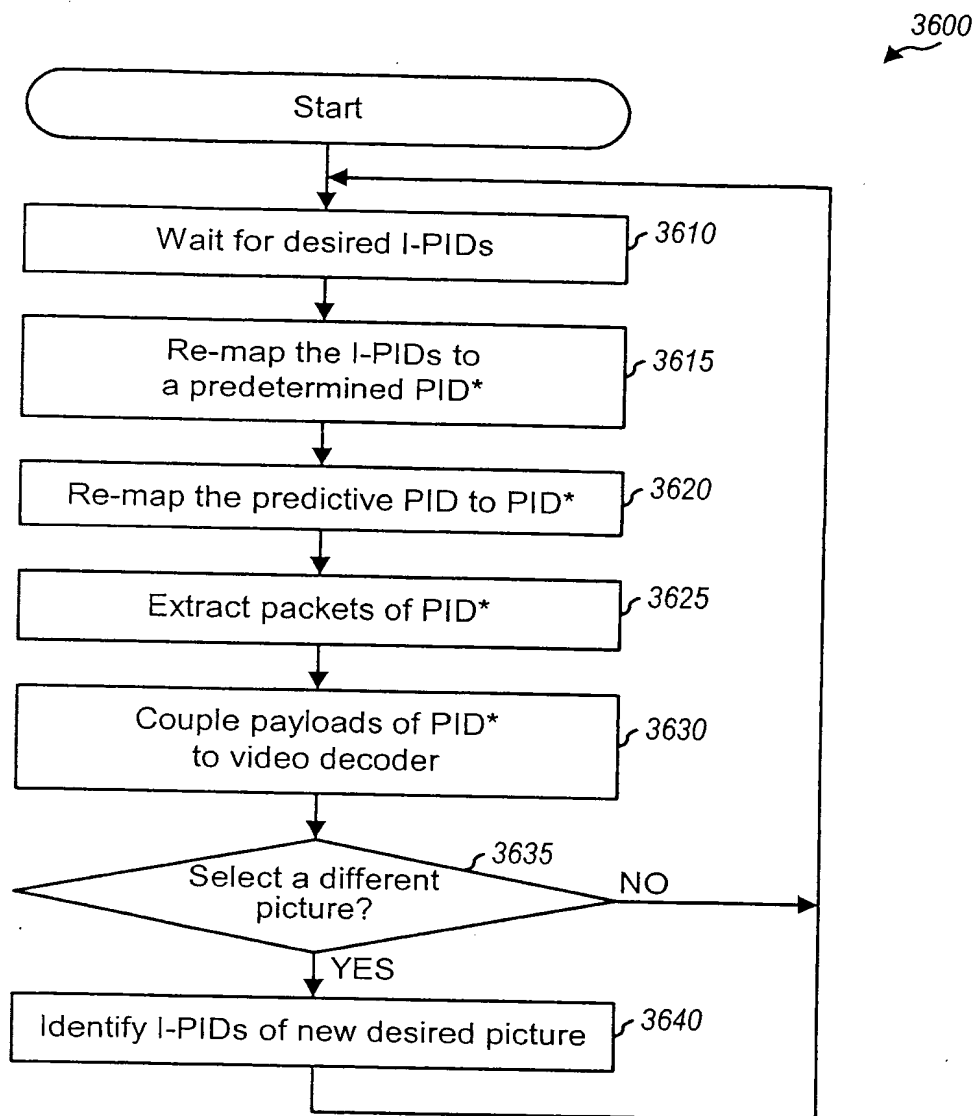 3600
Start
Wait for desired I-PIDs
3610
Re-map the I-PIDs to
a predetermined PID*
3615
Re-map the predictive PID to PID*
3620
Extract packets of PID*
3625
Couple payloads of PID*
to video decoder
3630
3635
Select a different
picture?
NO
YES
Identify I-PIDs of new desired picture
3640